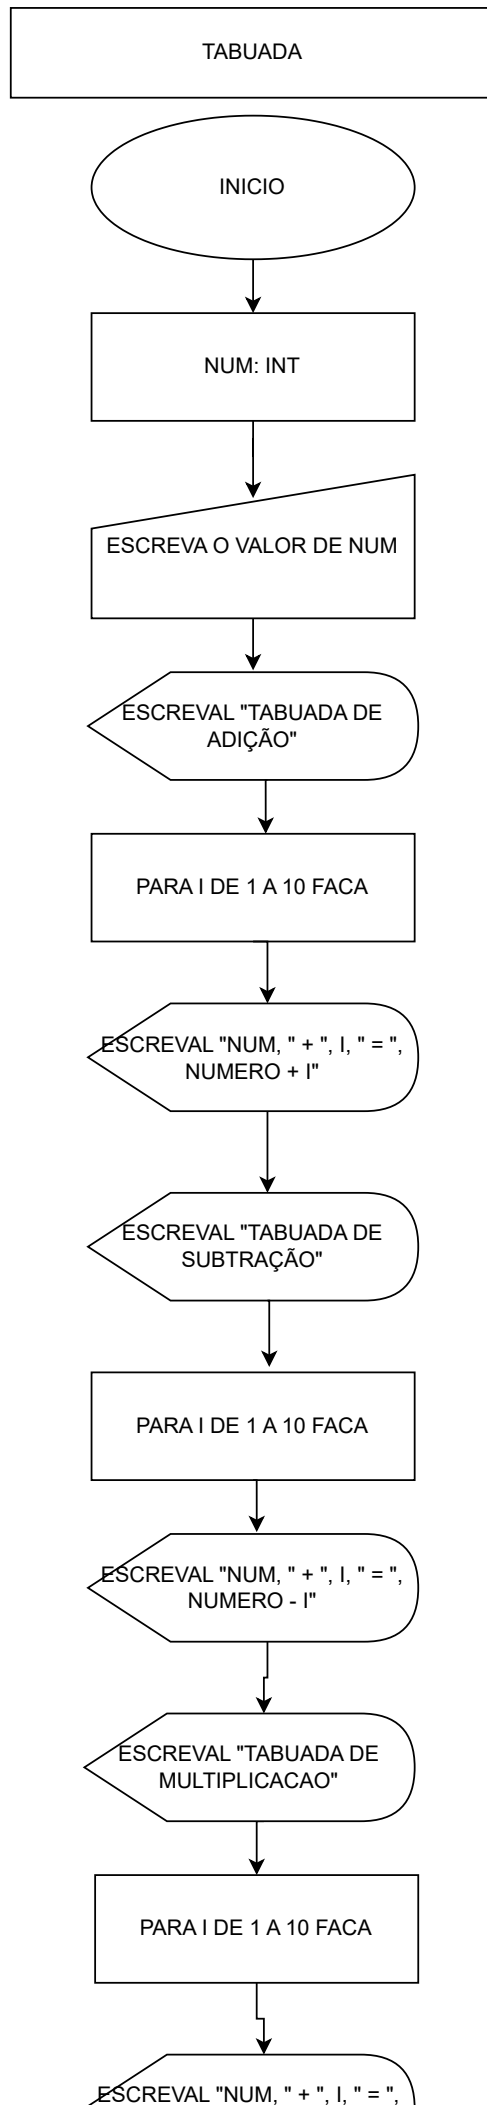 TABUADA
INICIO
NUM: INT
ESCREVA O VALOR DE NUM
ESCREVAL "TABUADA DE
ADIÇÃO"
PARA I DE 1 A 10 FACA
ESCREVAL "NUM, " + ", I, " = ",
NUMERO + I"
ESCREVAL "TABUADA DE
SUBTRAÇÃO"
PARA I DE 1 A 10 FACA
ESCREVAL "NUM, " + ", I, " = ",
NUMERO - I"
ESCREVAL "TABUADA DE
MULTIPLICACAO"
PARA I DE 1 A 10 FACA
ESCREVAL "NUM, " + ", I, " = ",